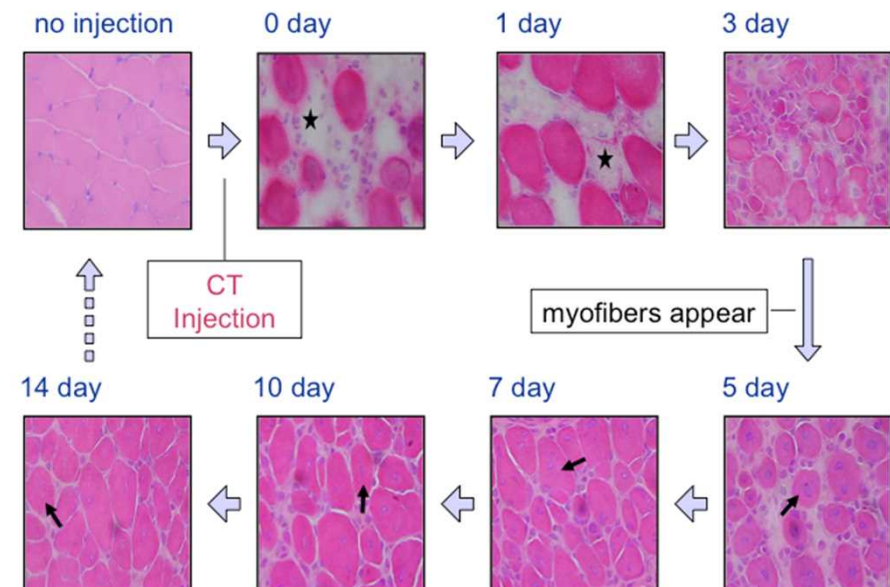 no injection
0 day
1 day
3 day
CT
Injection
myofibers appear
14 day
10 day
7 day
5 day